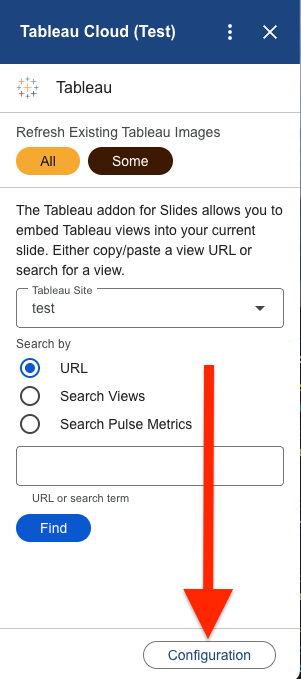 Tableau Cloud (Test)
Tableau
Refresh Existing Tableau Images
All
Some
The Tableau addon for Slides allows you to
embed Tableau views into your current
slide. Either copy/paste a view URL or
search for a view.
Tableau Site
test
Search by
URL
Search Views
Search Pulse Metrics
URL or search term
Find
Configuration